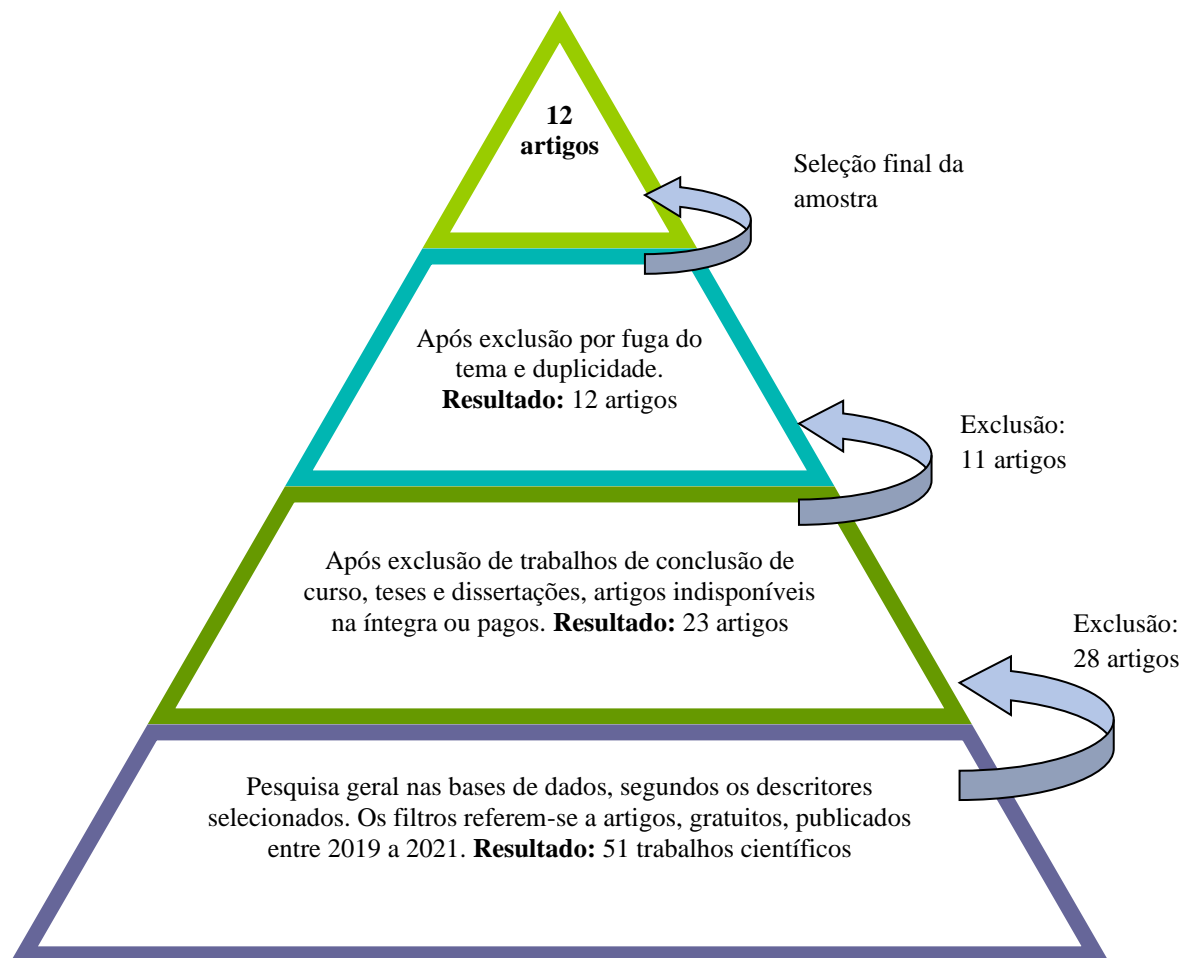 12
artigos
Seleção final da
amostra
Após exclusão por fuga do
tema e duplicidade.
Resultado: 12 artigos
Exclusão:
11 artigos
Após exclusão de trabalhos de conclusão de
curso, teses e dissertações, artigos indisponíveis
na íntegra ou pagos. Resultado: 23 artigos
Exclusão:
28 artigos
Pesquisa geral nas bases de dados, segundos os descritores
selecionados. Os filtros referem-se a artigos, gratuitos, publicados
entre 2019 a 2021. Resultado: 51 trabalhos científicos